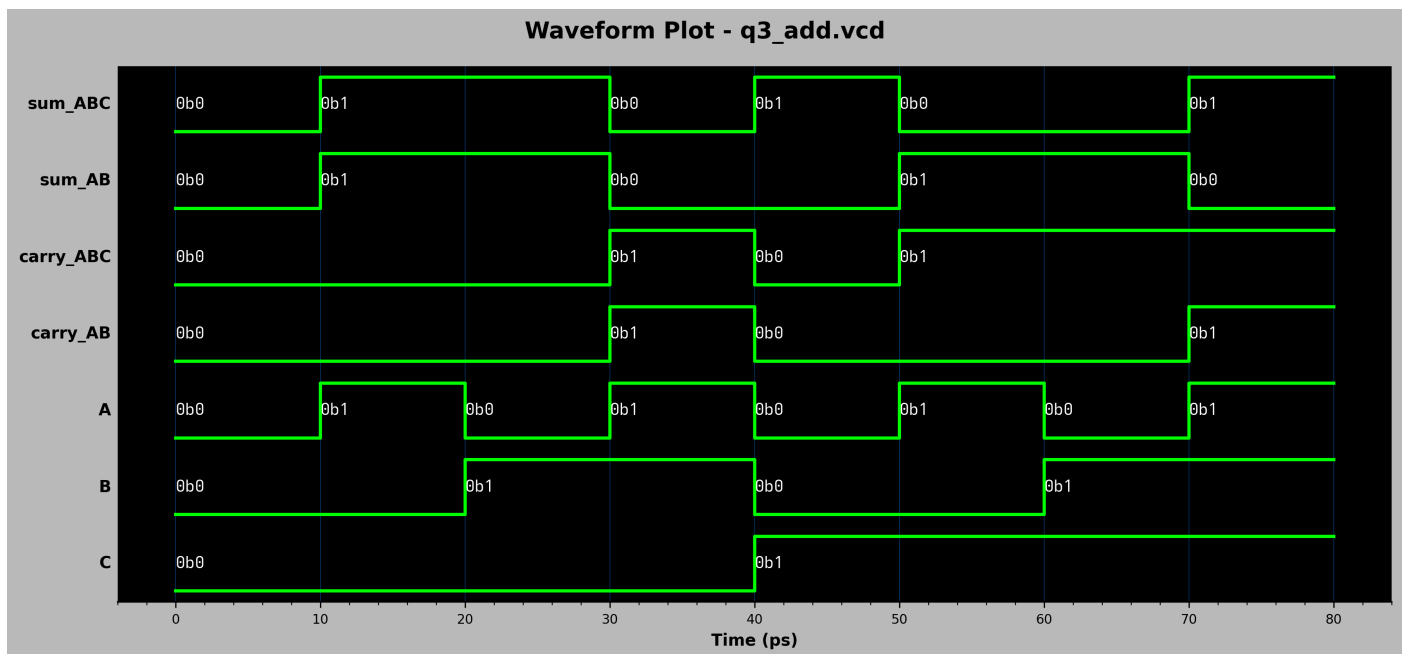 Waveform Plot - q3_add.vcd
sum_ABC 0b0 0b1 0b0 0b1 0b0 0b1
sum_AB 0b0 0b1 0b0 0b1 0b0
carry_ABC 0b0 0b1 0b0 0b1
carry_AB 0b0 0b1 0b0 0b1
A 0b0 0b1 0b0 0b1 0b0 0b1 0b0 0b1
B 0b0 0b1 0b0 0b1
C 0b0 0b1
0 10 20 30 40 50 60 70 80
Time (ps)